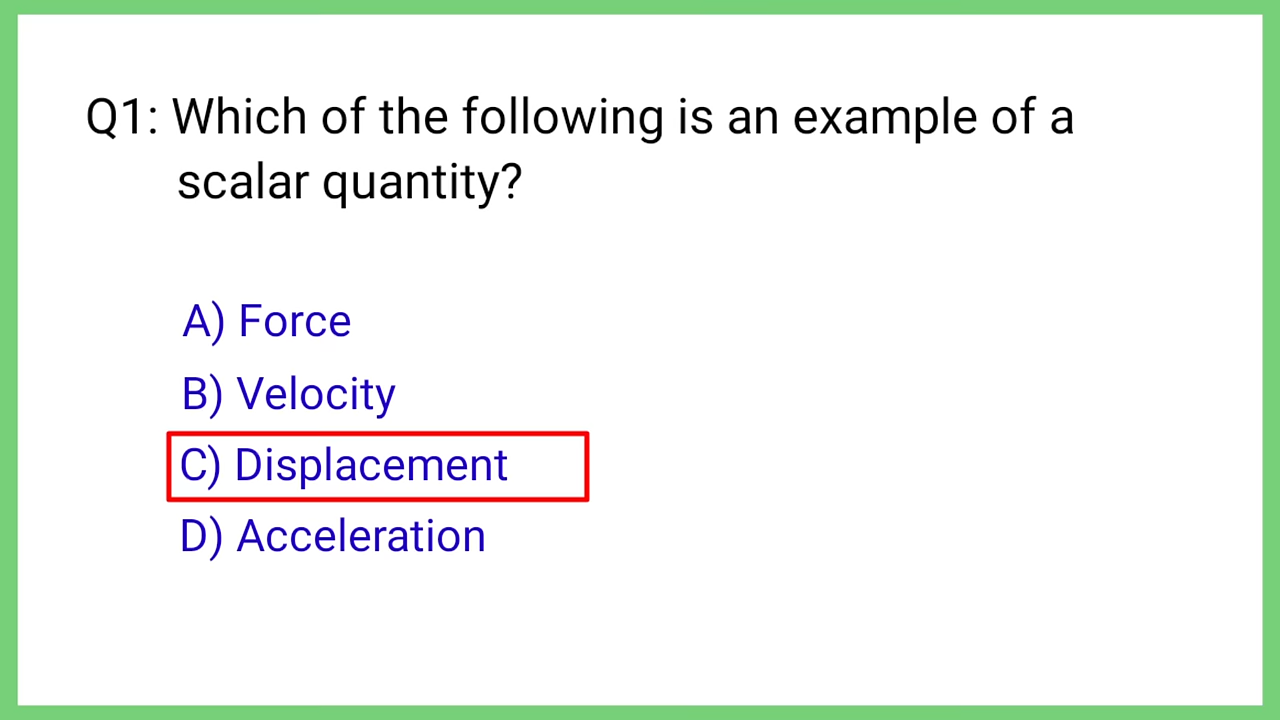 Q1: Which of the following is an example of a
scalar quantity?
A) Force
B) Velocity
C) Displacement
D) Acceleration